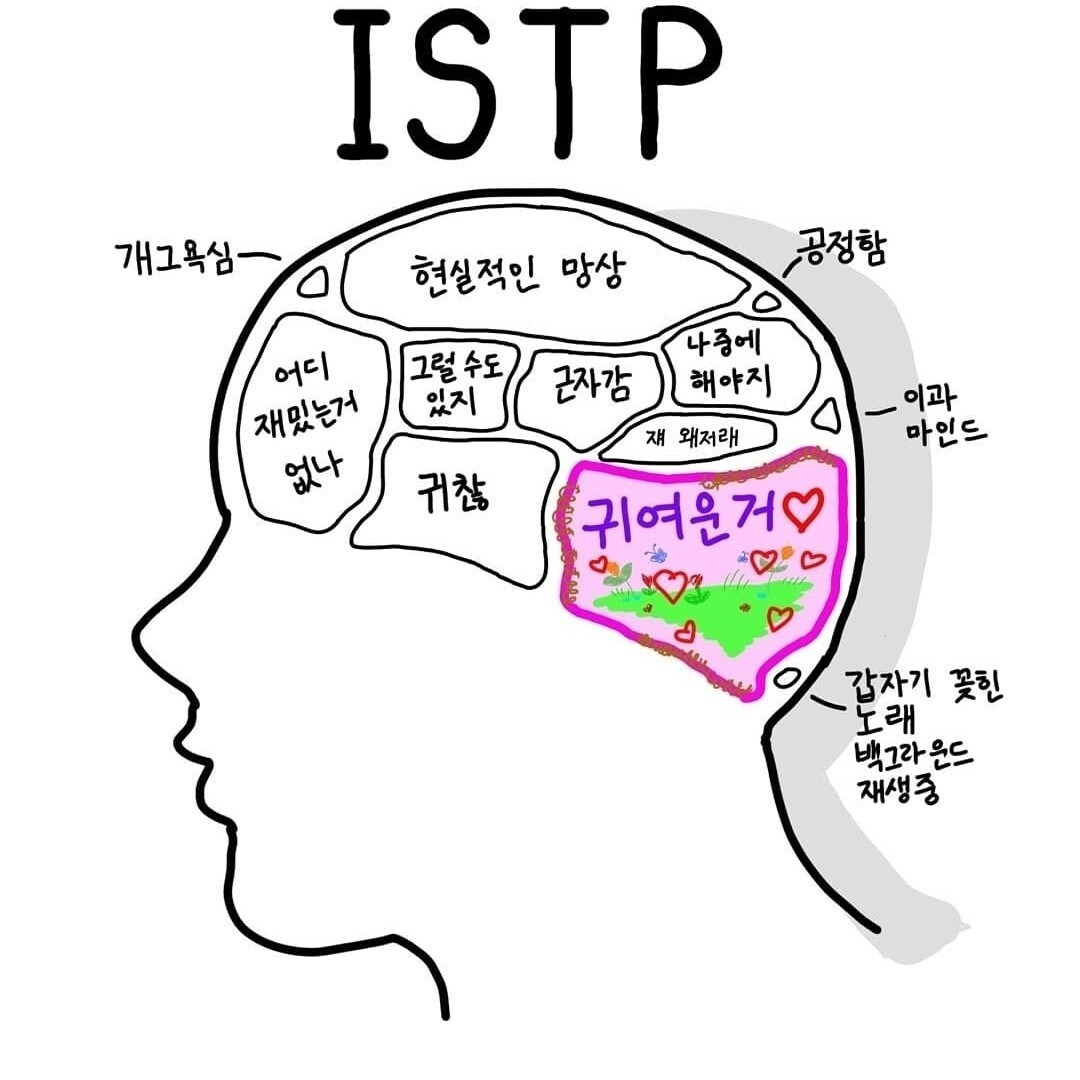 ISTP
개그욕심
공정함
현실적인 망상
어디
재밌는거
없나
그럴 수도
있지
근자감
나중에
해야지
쟤 왜저래
이과
마인드
귀찮
귀여운거
갑자기 꽂힌
노래
백그라운드
재생중